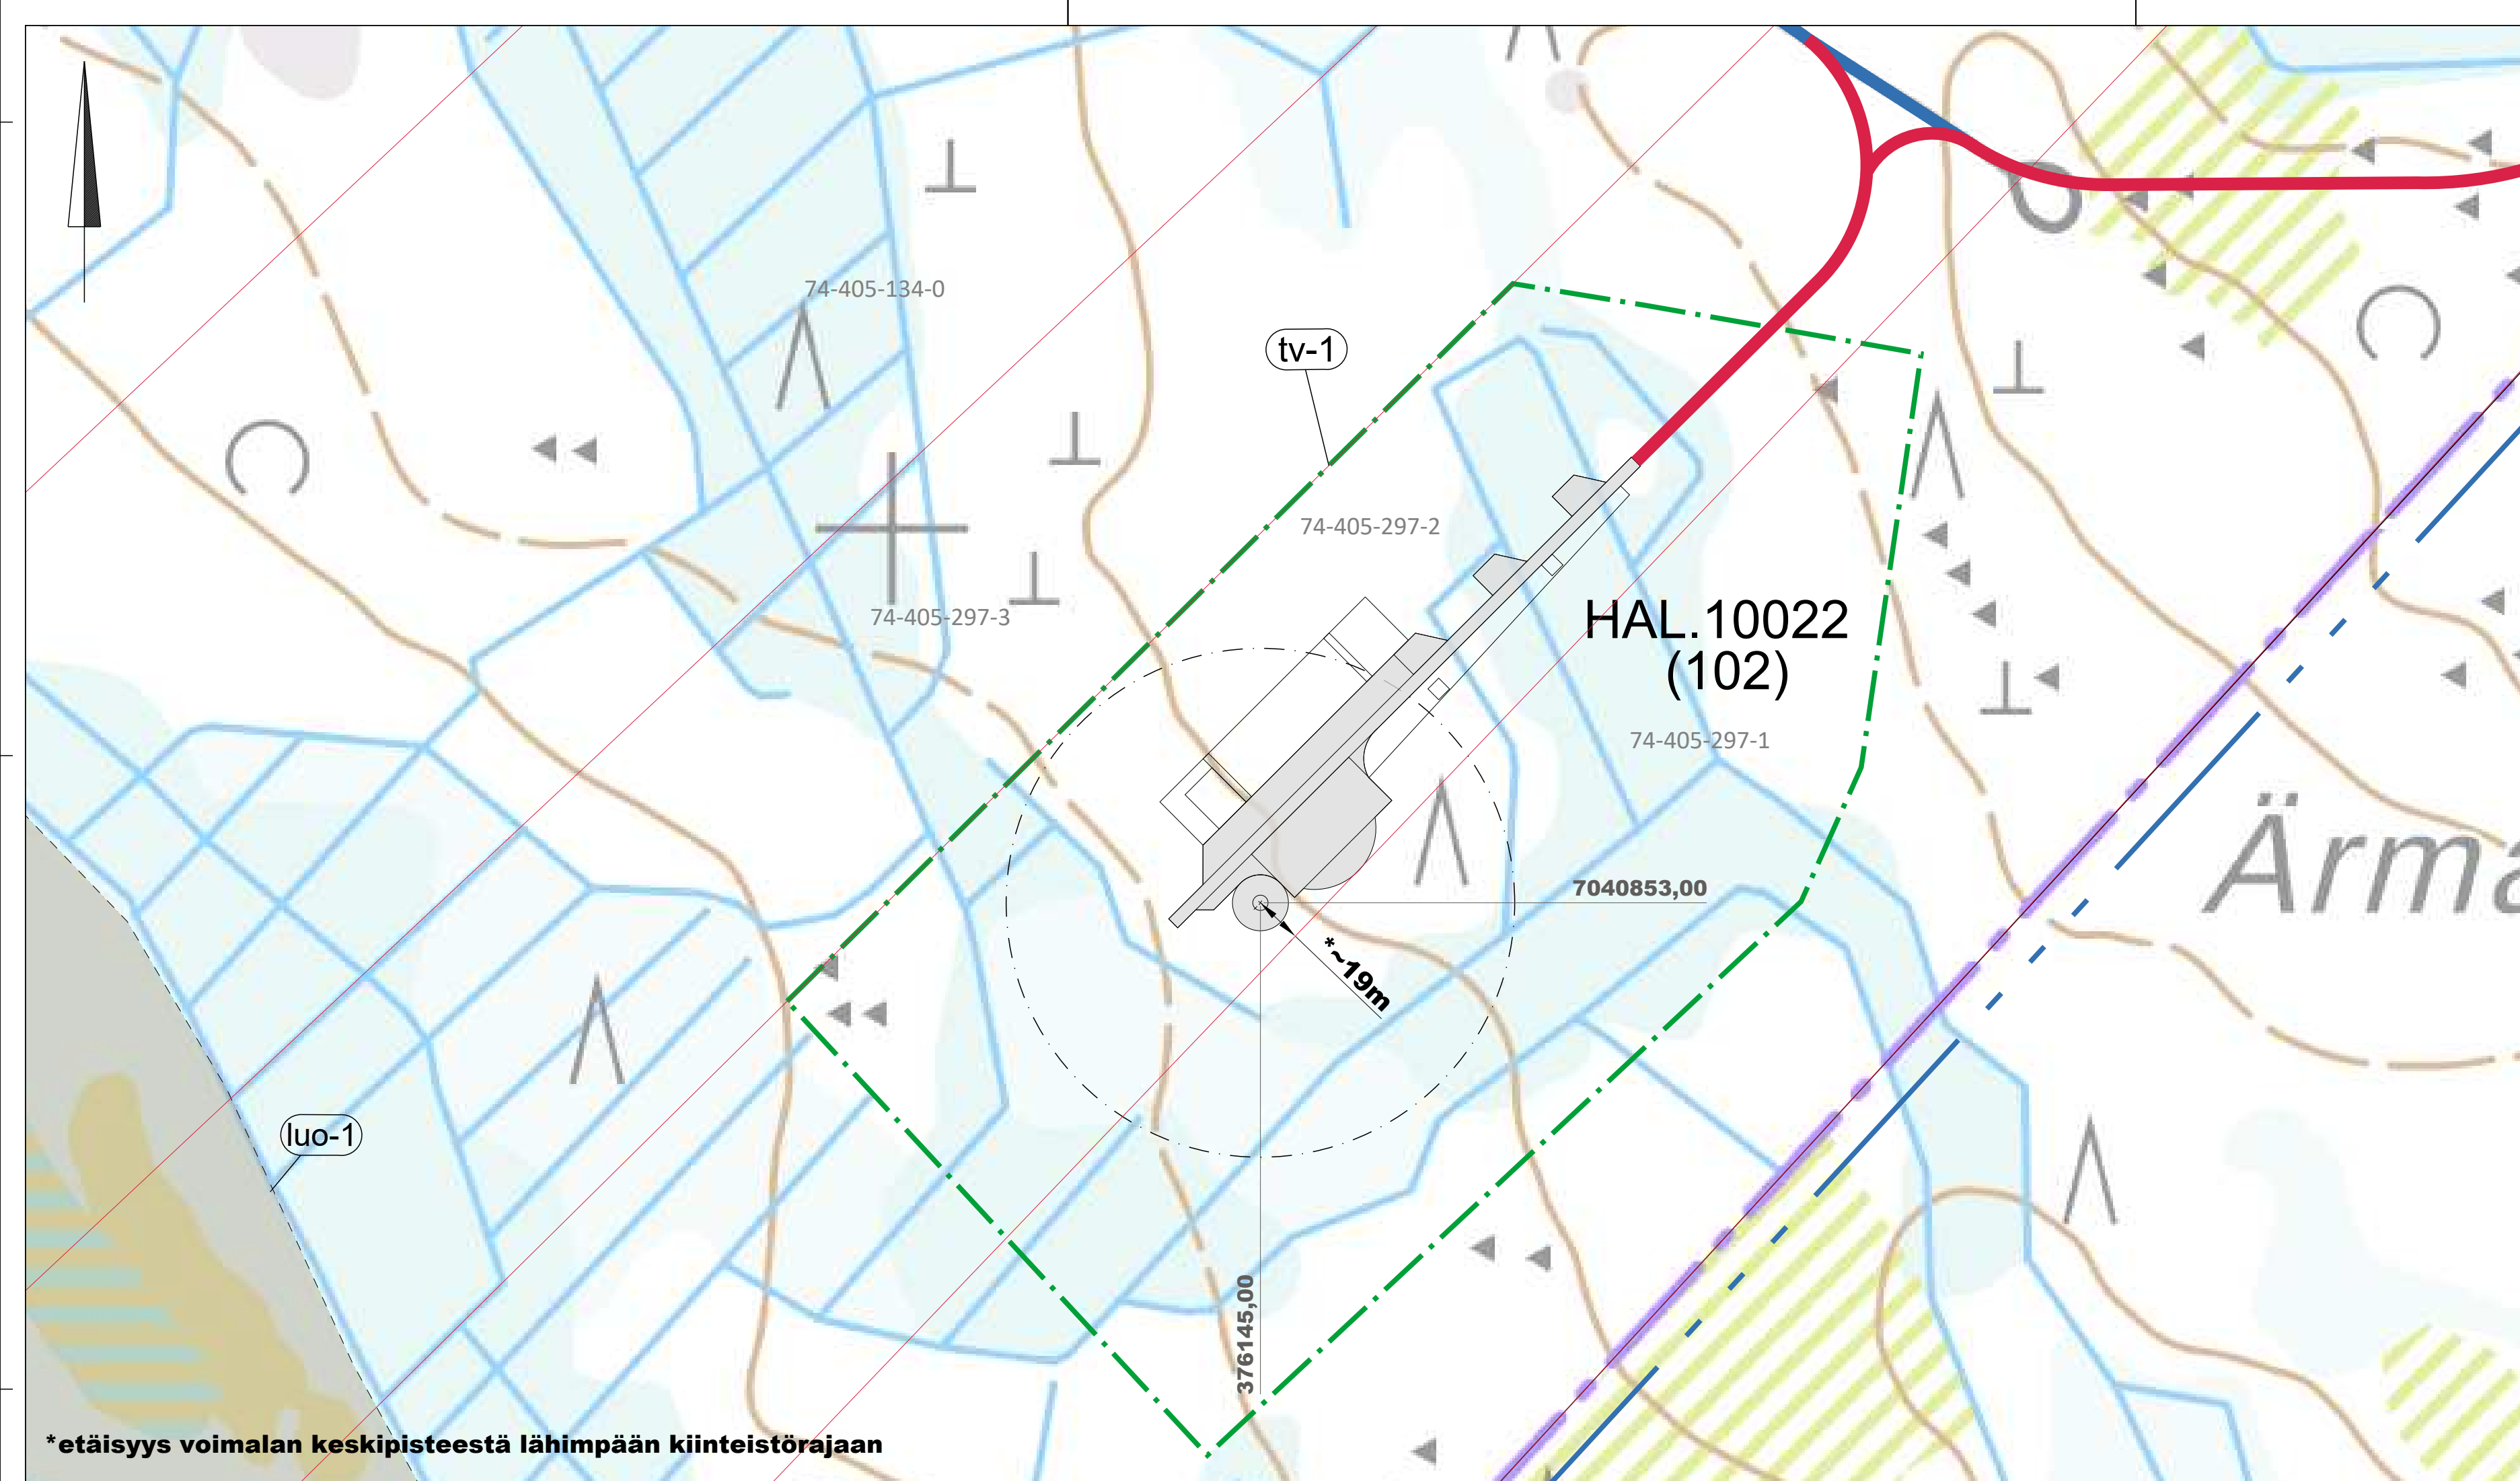 74-405-134-0
tv-1
74-405-297-2
HAL.10022
(102)
74-405-297-3
74-405-297-1
7040853,00
Ärma
*~19m
luo-1
376145,00
*etäisyys voimalan keskipisteestä lähimpään kiinteistörajaan